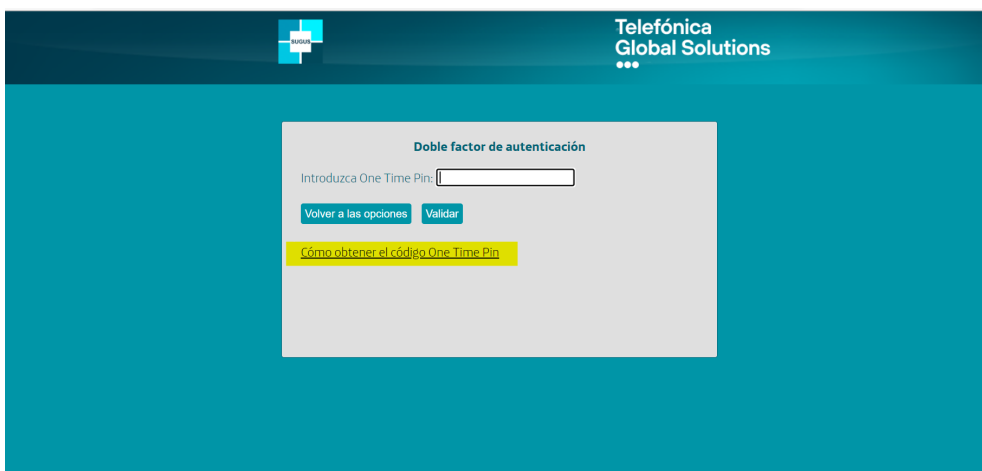 SUGUS
Telefónica
Global Solutions
Doble factor de autenticación
Introduzca One Time Pin:
Volver a las opciones Validar
Cómo obtener el código One Time Pin